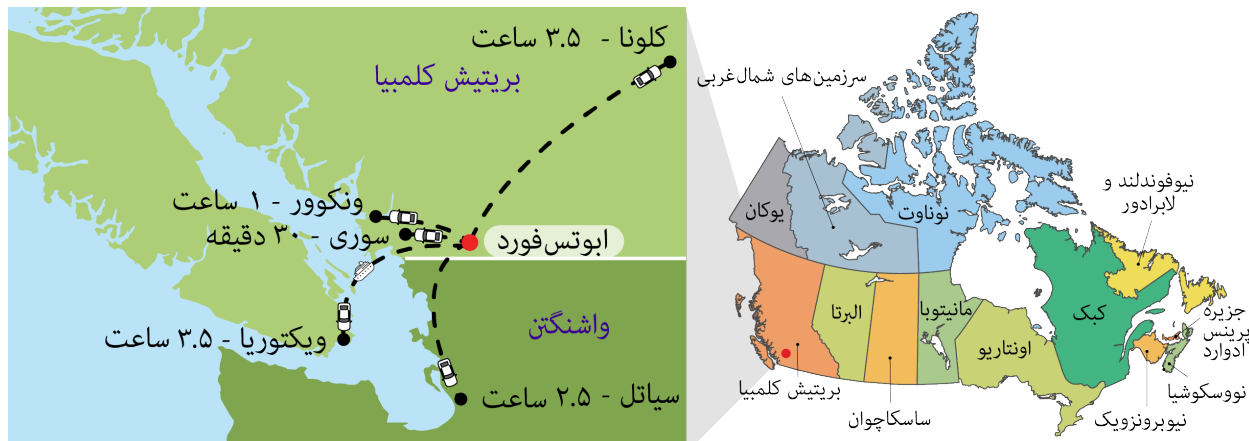 کلونا - ۳.۵ ساعت
بریتیش کلمبیا
ونکوور - ۱ ساعت
سوری - ۳۰ دقیقه
ابوتس‌فورد
واشنگتن
ویکتوریا - ۳.۵ ساعت
سیاتل - ۲.۵ ساعت
سرزمین‌های شمال‌غربی
نیوفوندلند و
لابرادور
یوکان
نوناوت
جزیره
پرینس
ادوارد
کبک
مانیتوبا
البرتا
اونتاریو
نووسکوشیا
بریتیش کلمبیا
ساسکاچوان
نیوبرونزویک